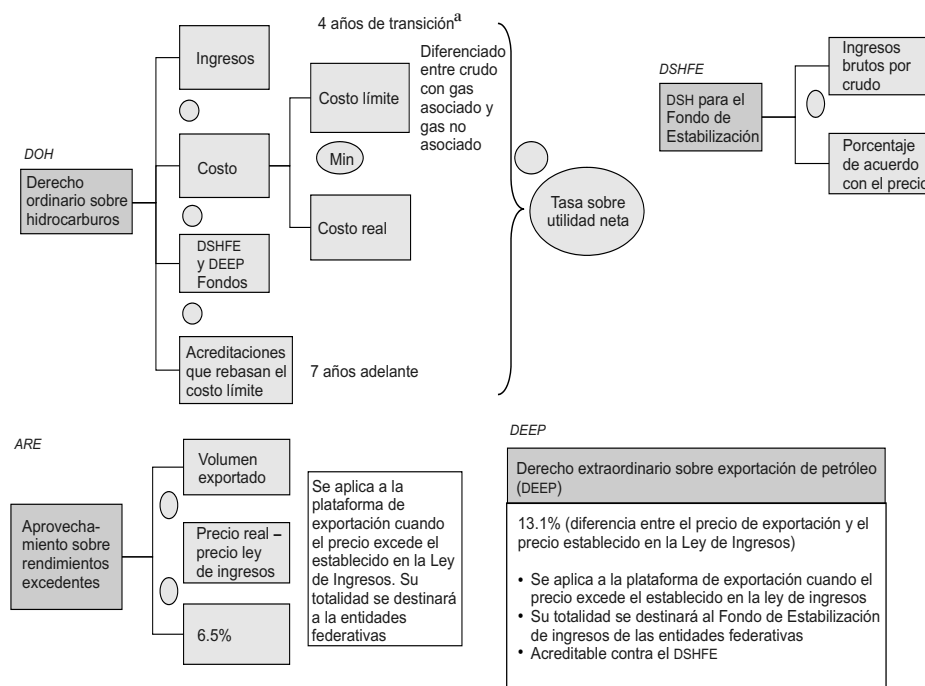 4 años de transiciónᵃ
Ingresos
Costo límite
Diferenciado
entre crudo
con gas
asociado y
gas no
asociado
DOH
Derecho
ordinario sobre
hidrocarburos
Costo
Min
Costo real
DSHFE
y DEEP
Fondos
Acreditaciones
que rebasan el
costo límite
7 años adelante
Tasa sobre
utilidad neta
DSHFE
DSH para el
Fondo de
Estabilización
Ingresos
brutos por
crudo
Porcentaje
de acuerdo
con el precio
ARE
Aprovecha-
miento sobre
rendimientos
excedentes
Volumen
exportado
Precio real –
precio ley
de ingresos
6.5%
Se aplica a la
plataforma de
exportación cuando
el precio excede el
establecido en la Ley
de Ingresos. Su
totalidad se destinará
a la entidades
federativas
DEEP
Derecho extraordinario sobre exportación de petróleo
(DEEP)
13.1% (diferencia entre el precio de exportación y el
precio establecido en la Ley de Ingresos)
• Se aplica a la plataforma de exportación cuando el
precio excede el establecido en la ley de ingresos
• Su totalidad se destinará al Fondo de Estabilización
de ingresos de las entidades federativas
• Acreditable contra el DSHFE